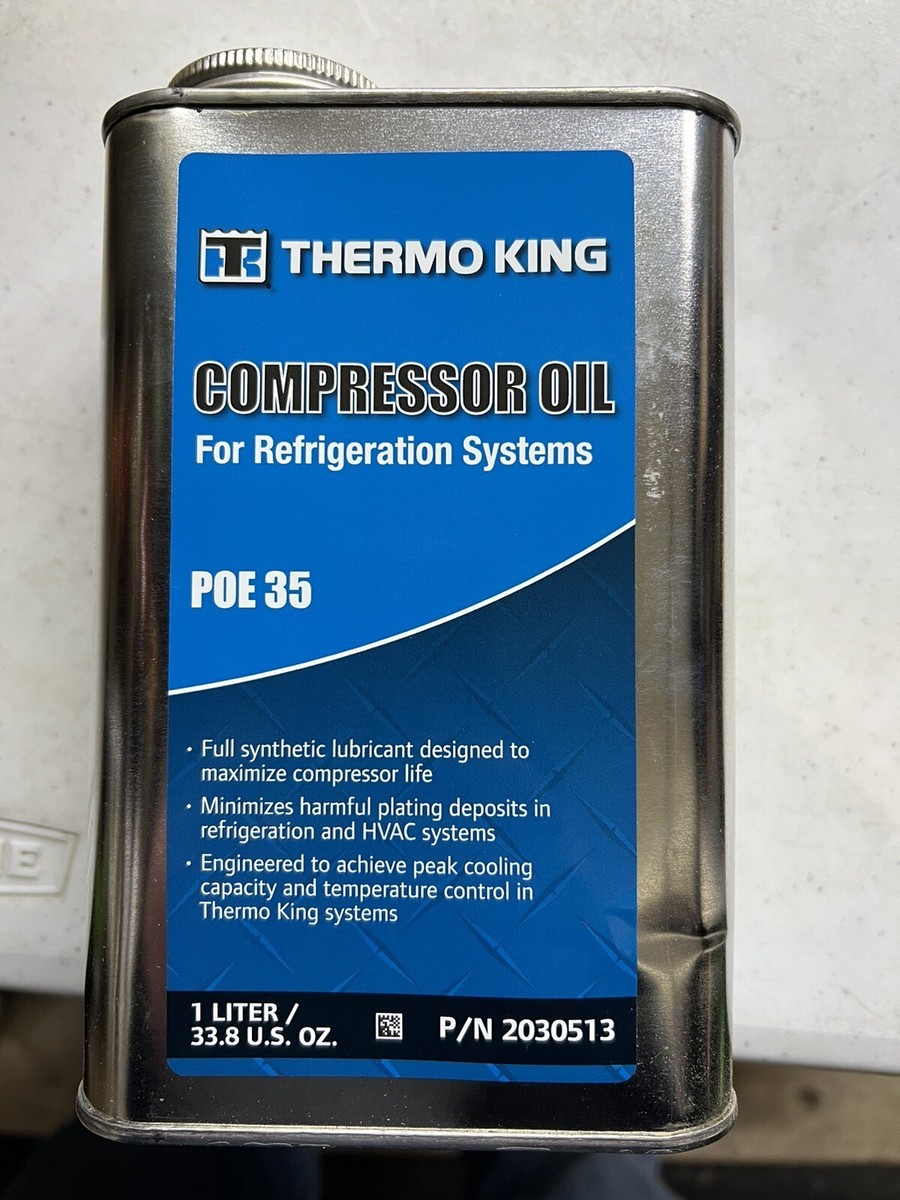 TK THERMO KING
COMPRESSOR OIL
For Refrigeration Systems
POE 35
• Full synthetic lubricant designed to
maximize compressor life
• Minimizes harmful plating deposits in
refrigeration and HVAC systems
• Engineered to achieve peak cooling
capacity and temperature control in
Thermo King systems
1 LITER /
33.8 U.S. OZ.
P/N 2030513